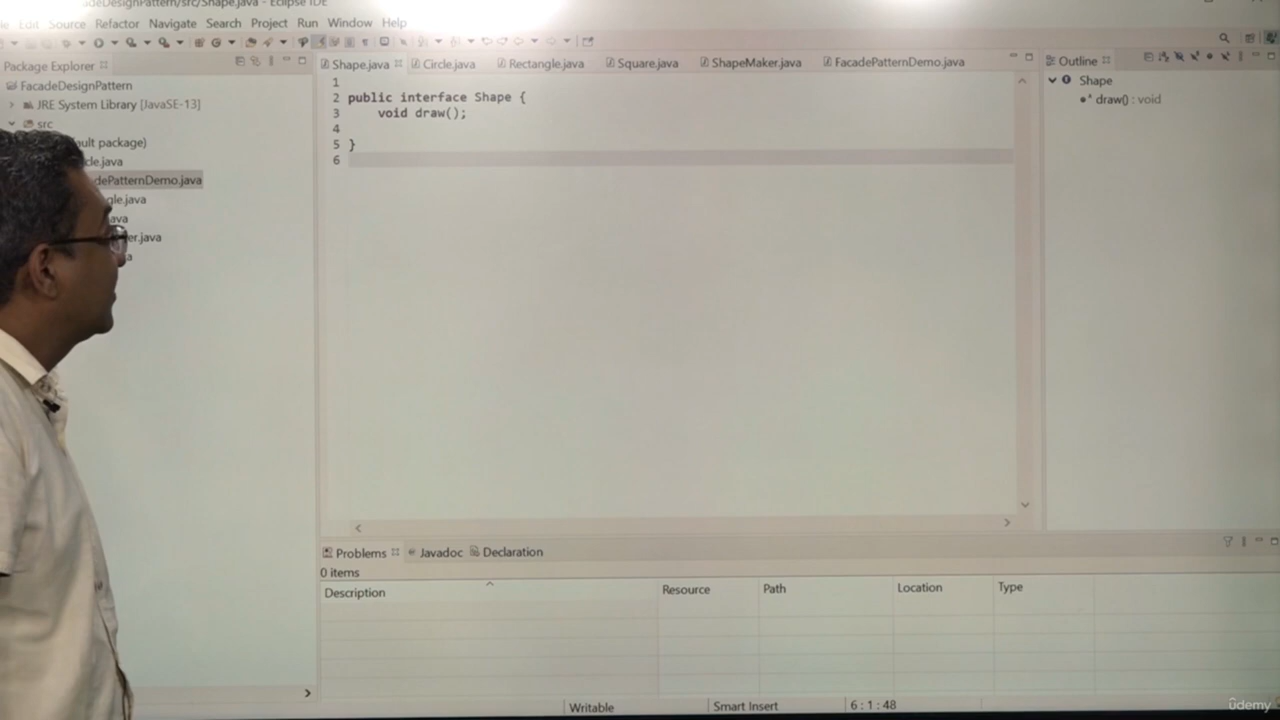 adeDesignPattern/src/Shape.java - Eclipse IDE
Edit Source Refactor Navigate Search Project Run Window Help
Package Explorer
FacadeDesignPattern
JRE System Library [JavaSE-13]
src
ault package)
cle.java
dePatternDemo.java
gle.java
ava
er.java
a
Shape.java Circle.java Rectangle.java Square.java ShapeMaker.java FacadePatternDemo.java
1
2 public interface Shape {
3 void draw();
4
5 }
6
Outline
Shape
draw() : void
Problems Javadoc Declaration
0 items
Description Resource Path Location Type
Writable Smart Insert 6 : 1 : 48
ûdemy